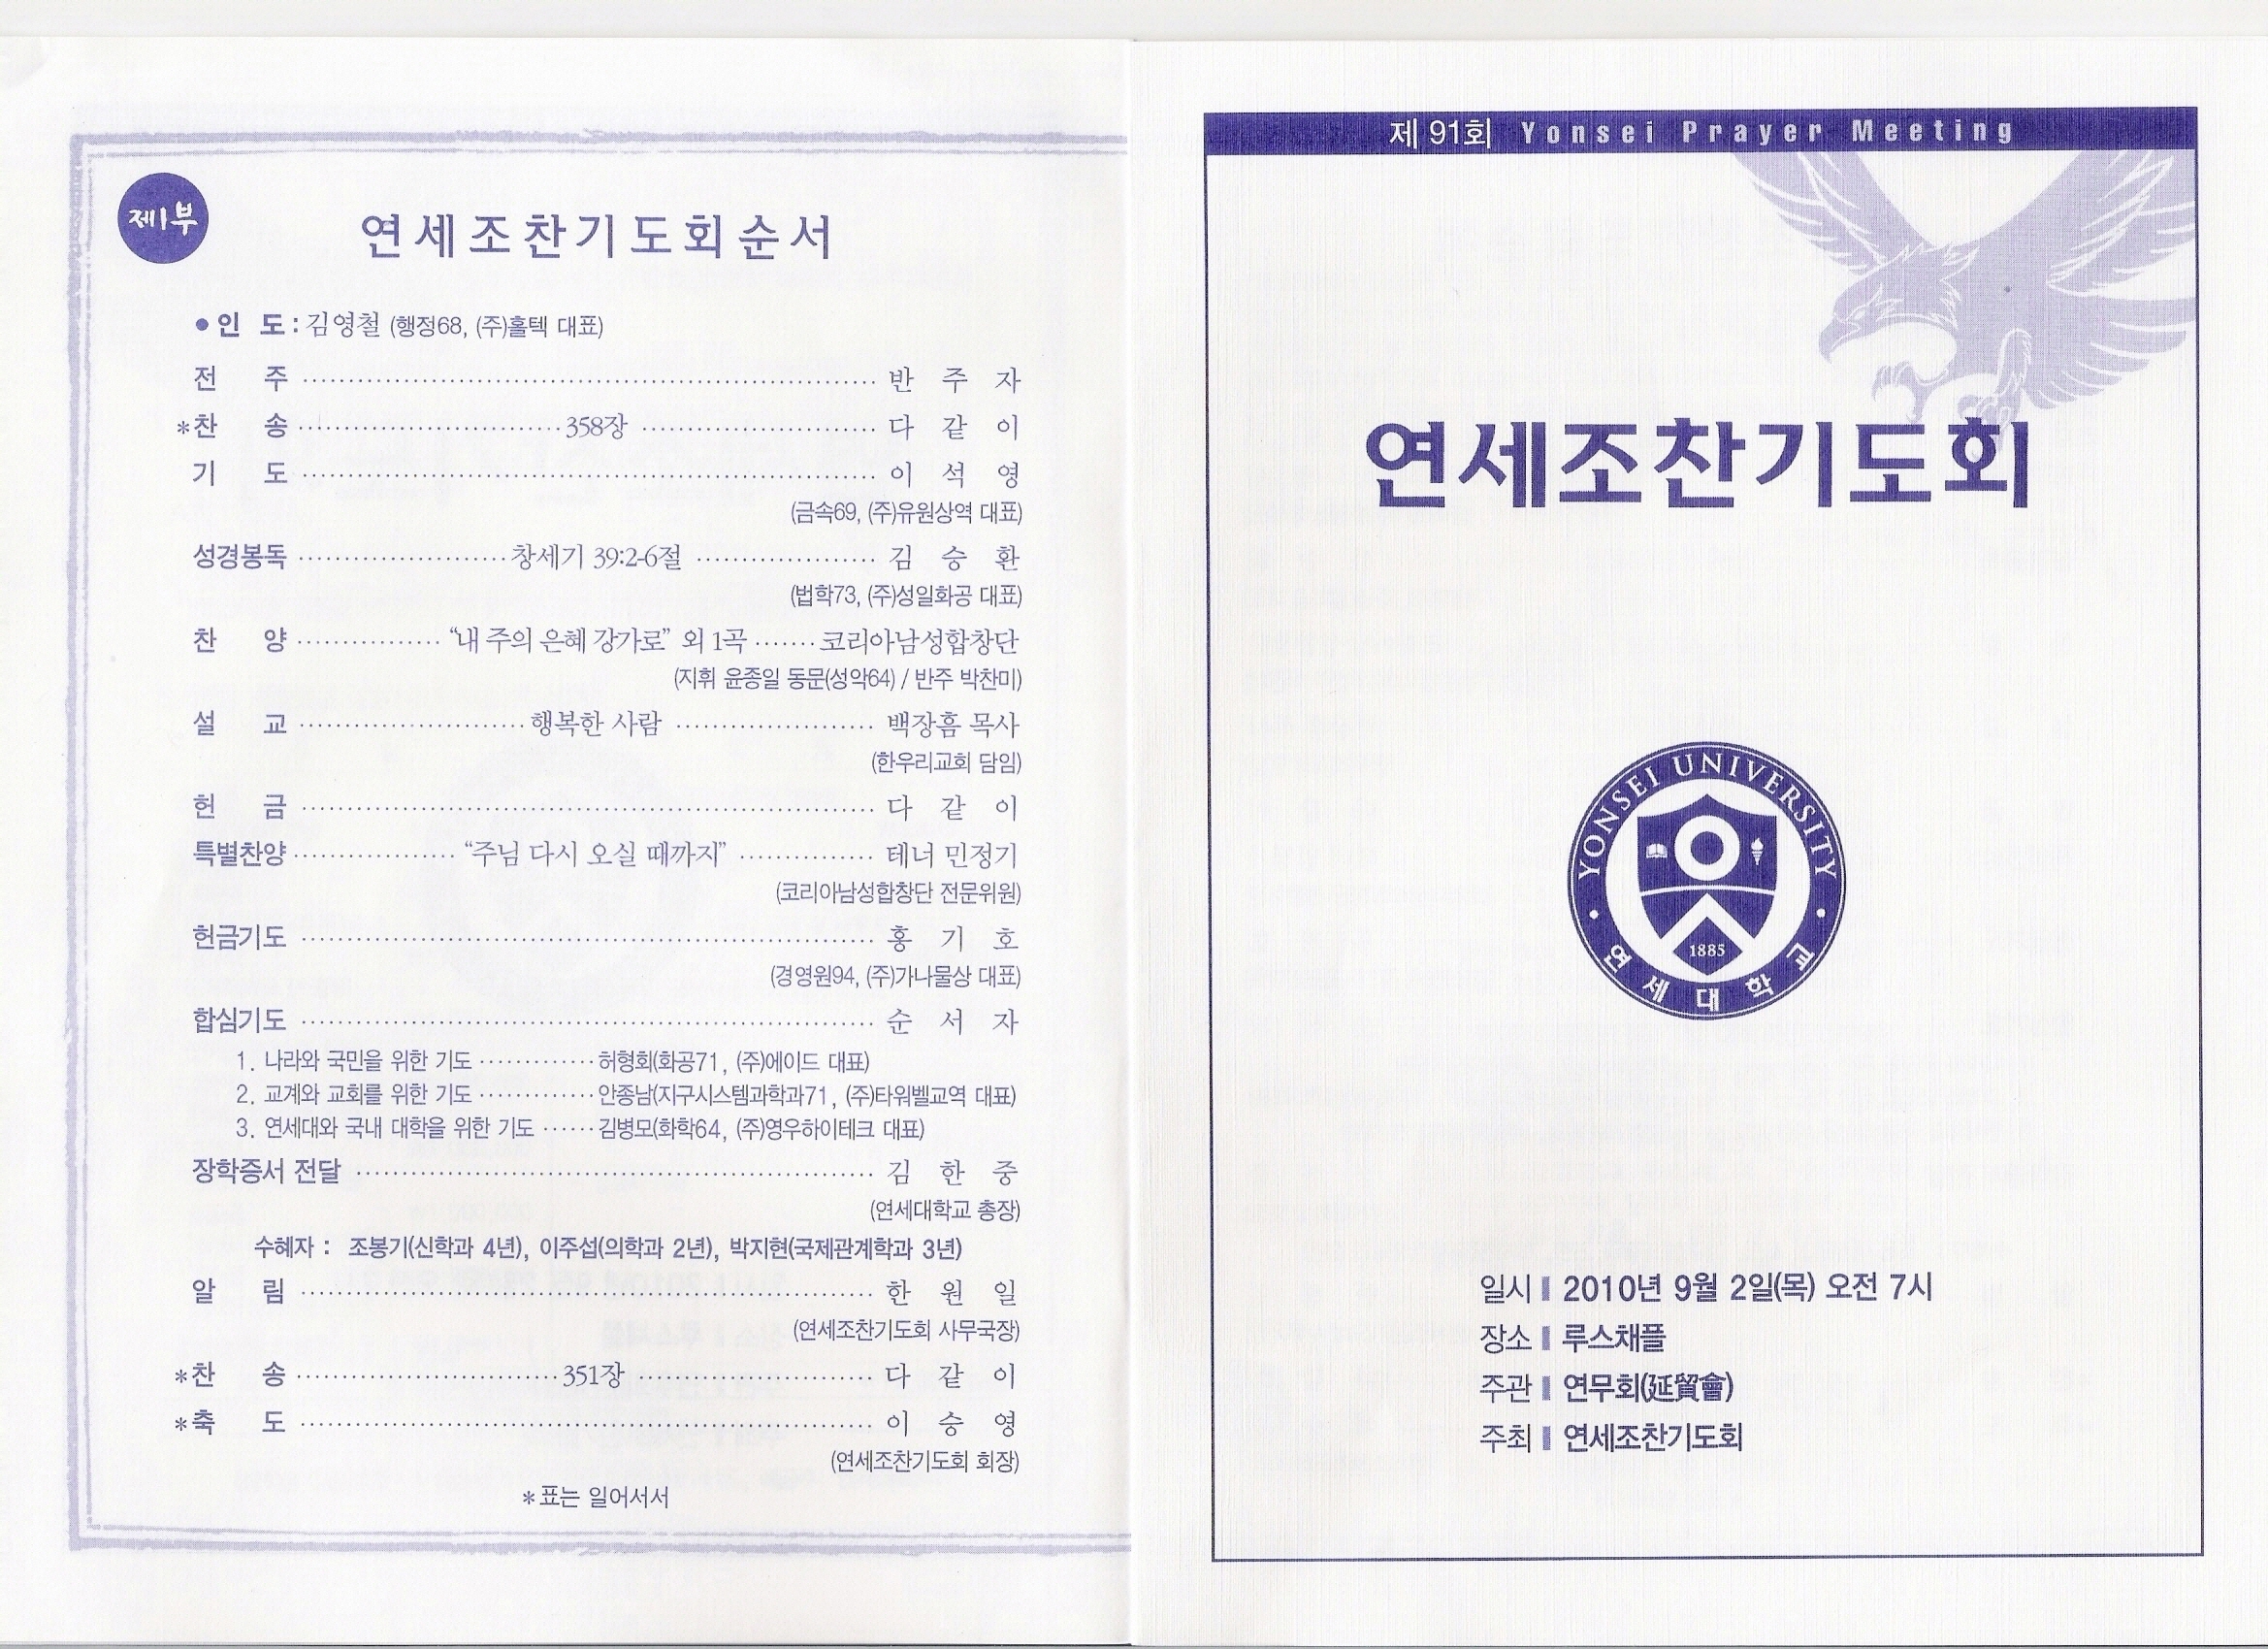 제1부
연세조찬기도회순서
● 인 도 : 김영철 (행정68, (주)홀텍 대표)
전 주 반 주 자
*찬 송 358장 다 같 이
기 도 이 석 영
(금속69, (주)유원상역 대표)
성경봉독 창세기 39:2-6절 김 승 환
(법학73, (주)성일화공 대표)
찬 양 “내 주의 은혜 강가로” 외 1곡 코리아남성합창단
(지휘 윤종일 동문(성악64) / 반주 박찬미)
설 교 행복한 사람 백장흠 목사
(한우리교회 담임)
헌 금 다 같 이
특별찬양 “주님 다시 오실 때까지” 테너 민정기
(코리아남성합창단 전문위원)
헌금기도 홍 기 호
(경영원94, (주)가나물상 대표)
합심기도 순 서 자
1. 나라와 국민을 위한 기도 허형회(화공71, (주)에이드 대표)
2. 교계와 교회를 위한 기도 안종남(지구시스템과학과71, (주)타워벨교역 대표)
3. 연세대와 국내 대학을 위한 기도 김병모(화학64, (주)영우하이테크 대표)
장학증서 전달 김 한 중
(연세대학교 총장)
수혜자 : 조봉기(신학과 4년), 이주섭(의학과 2년), 박지현(국제관계학과 3년)
알 림 한 원 일
(연세조찬기도회 사무국장)
*찬 송 351장 다 같 이
*축 도 이 승 영
(연세조찬기도회 회장)
*표는 일어서서
제 91회 Yonsei Prayer Meeting
연세조찬기도회
YONSEI UNIVERSITY
1885
연세대학교
일시 2010년 9월 2일(목) 오전 7시
장소 루스채플
주관 연무회(延貿會)
주최 연세조찬기도회